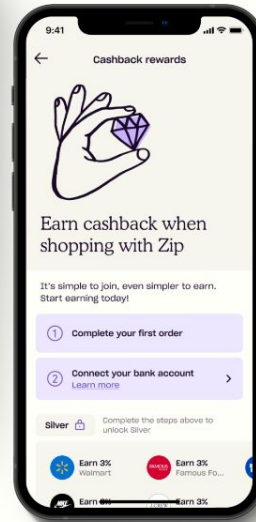 9:41
Cashback rewards
Earn cashback when
shopping with Zip
It's simple to join, even simpler to earn.
Start earning today!
1 Complete your first order
2 Connect your bank account
Learn more
Silver
Complete the steps above to
unlock Silver
Earn 3%
Walmart
FAMOUS
Earn 3%
Famous Fo...
Earn
Earn 3%